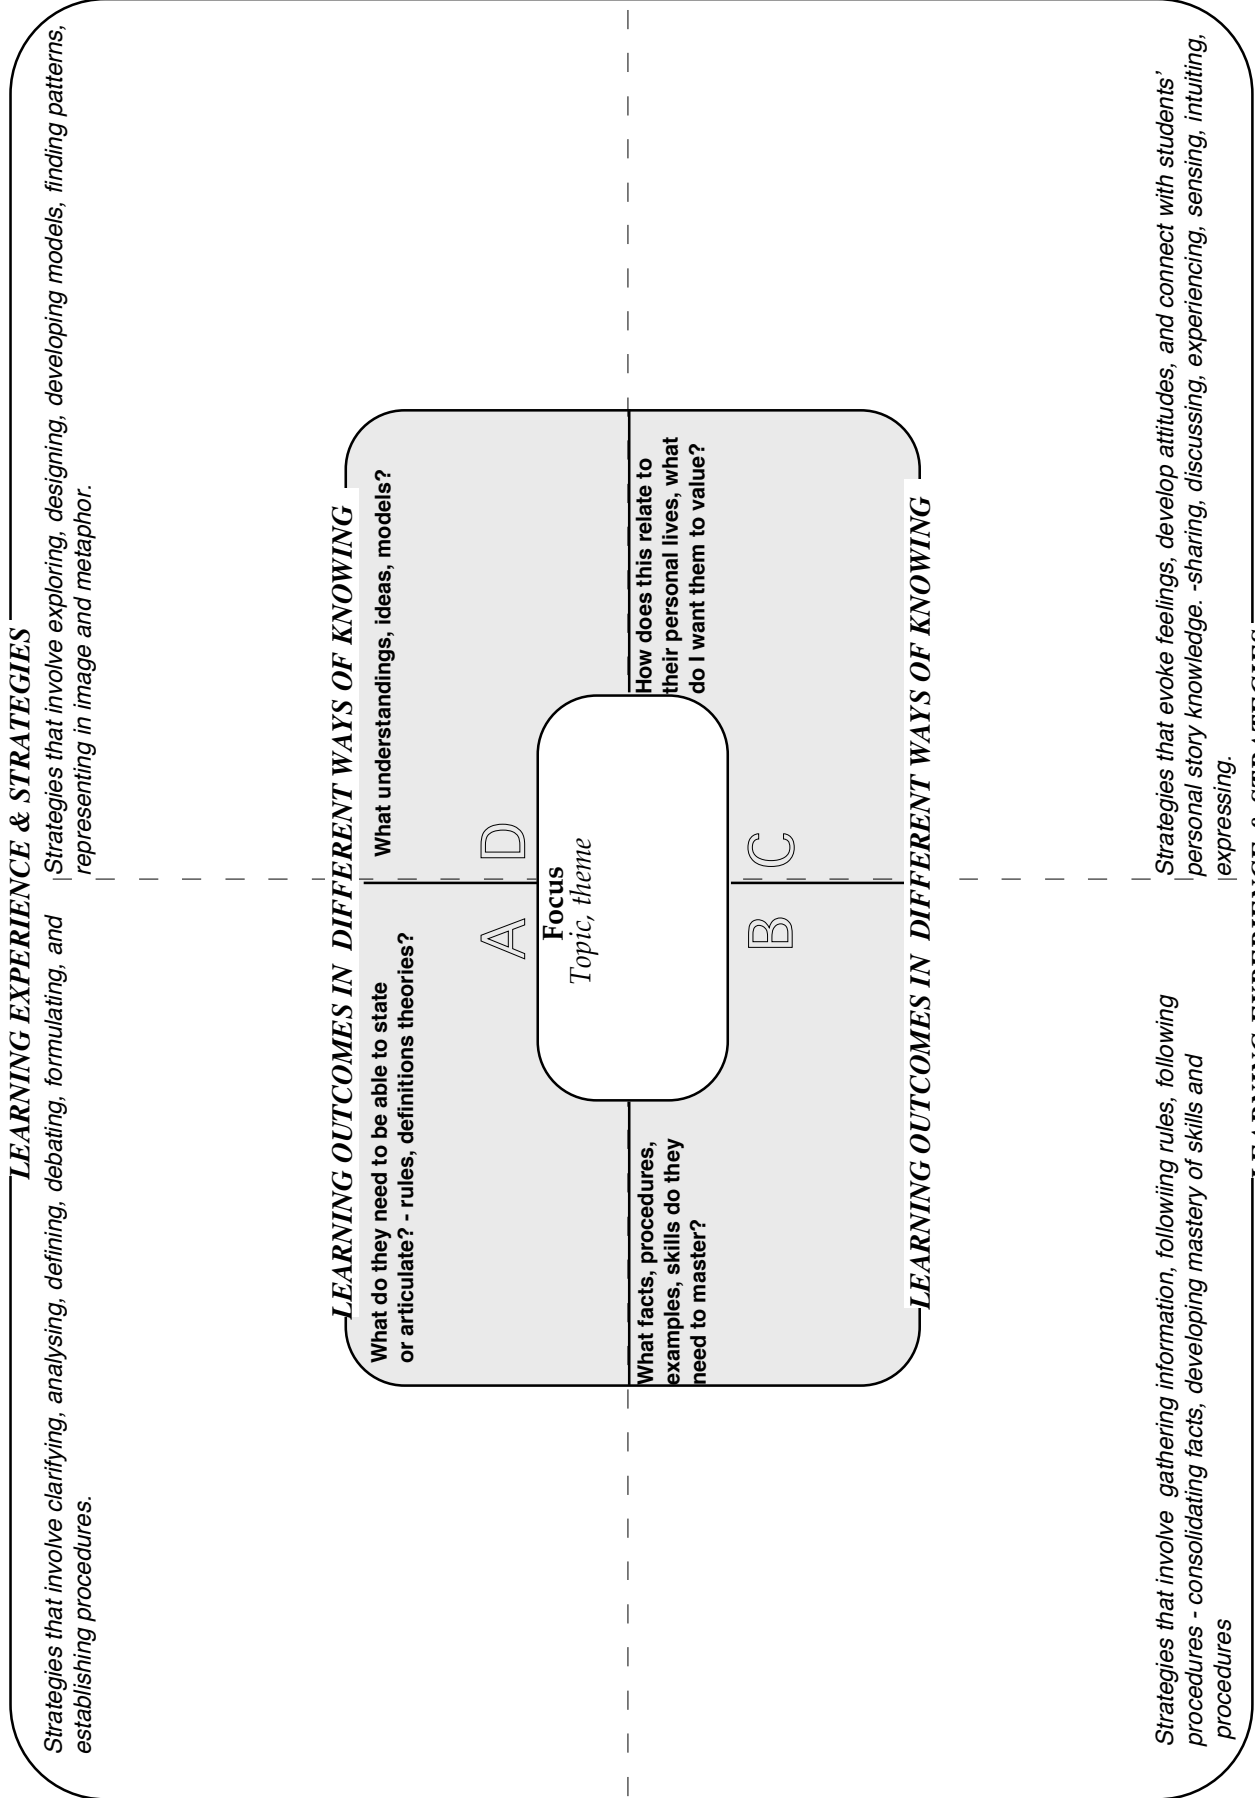 LEARNING EXPERIENCE & STRATEGIES
Strategies that involve clarifying, analysing, defining, debating, formulating, and
establishing procedures.
Strategies that involve exploring, designing, developing models, finding patterns,
representing in image and metaphor.
LEARNING OUTCOMES IN DIFFERENT WAYS OF KNOWING
What do they need to be able to state
or articulate? - rules, definitions theories?
What understandings, ideas, models?
A
D
Focus
Topic, theme
What facts, procedures,
examples, skills do they
need to master?
How does this relate to
their personal lives, what
do I want them to value?
B
C
LEARNING OUTCOMES IN DIFFERENT WAYS OF KNOWING
Strategies that involve gathering information, following rules, following
procedures - consolidating facts, developing mastery of skills and
procedures
Strategies that evoke feelings, develop attitudes, and connect with students'
personal story knowledge. -sharing, discussing, experiencing, sensing, intuiting,
expressing.
LEARNING EXPERIENCE & STRATEGIES